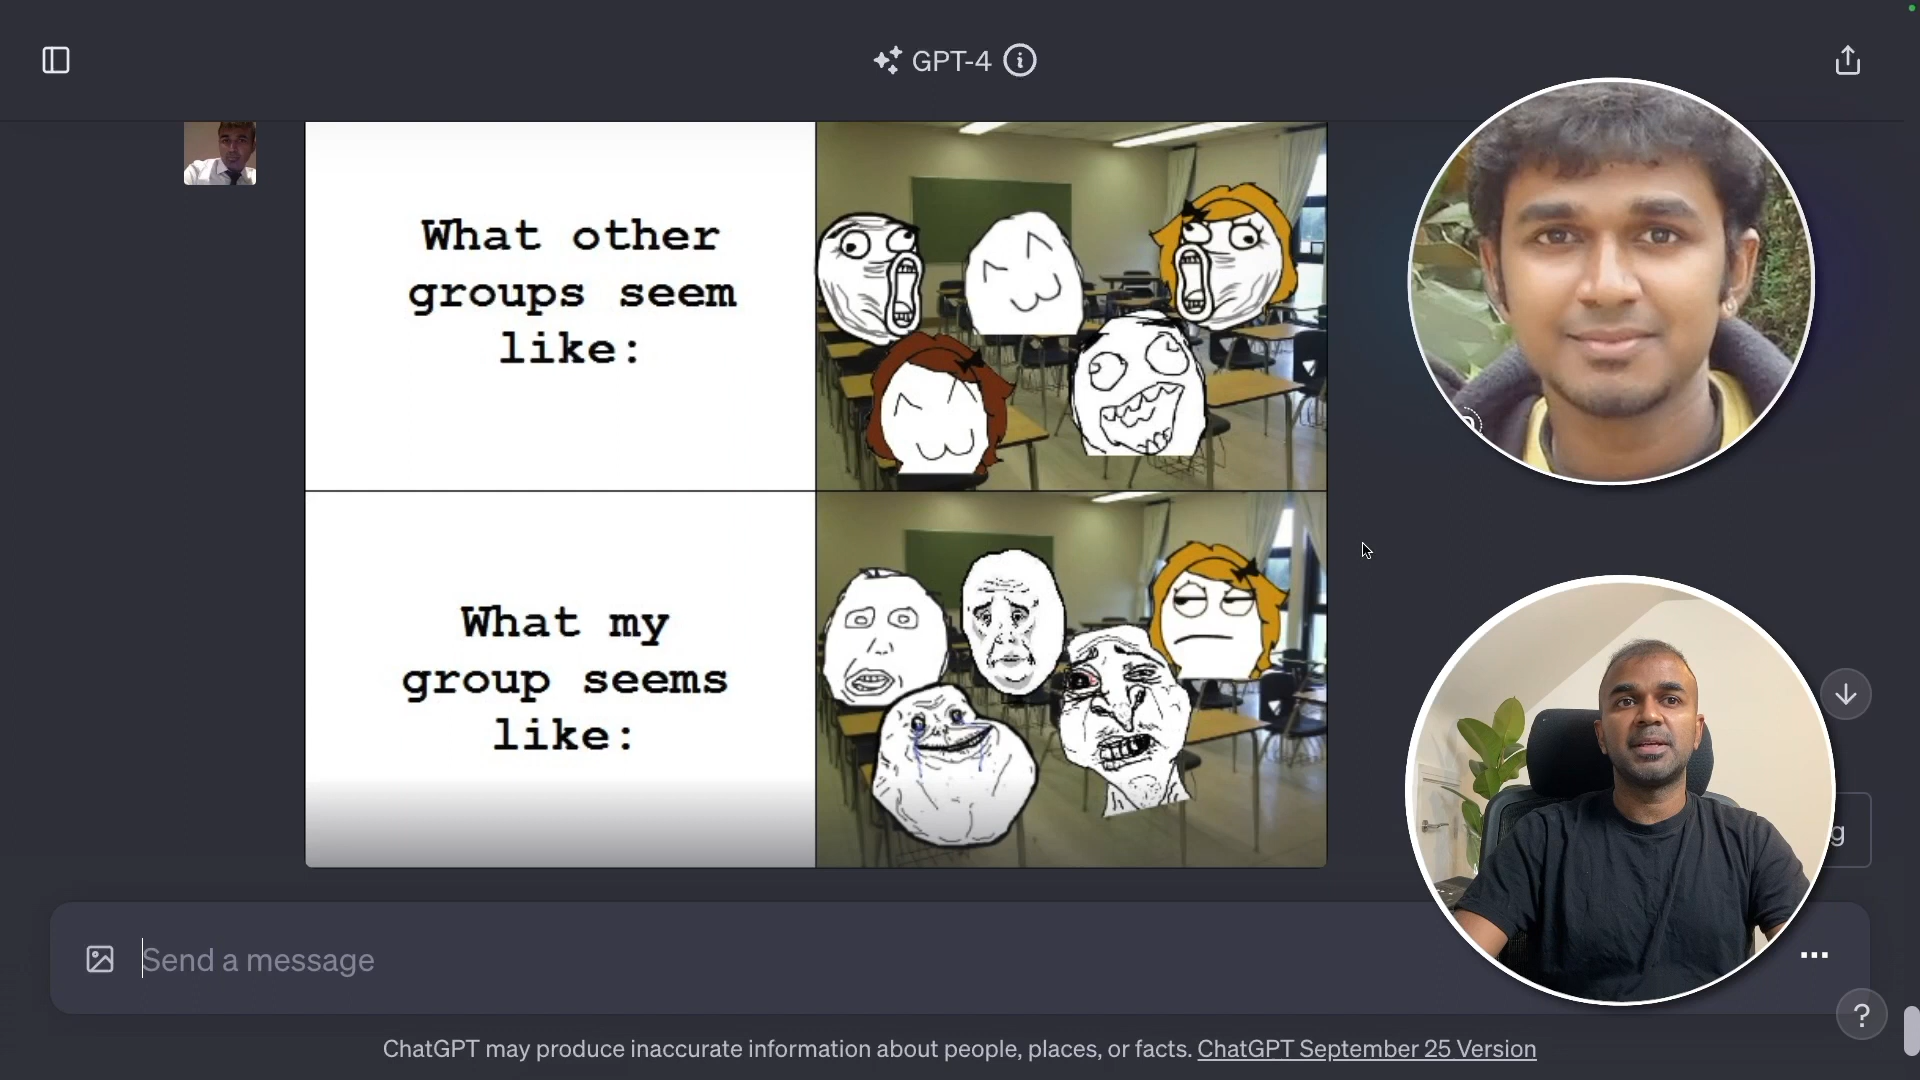 GPT-4
What other
groups seem
like:
What my
group seems
like:
g
Send a message
?
ChatGPT may produce inaccurate information about people, places, or facts. ChatGPT September 25 Version